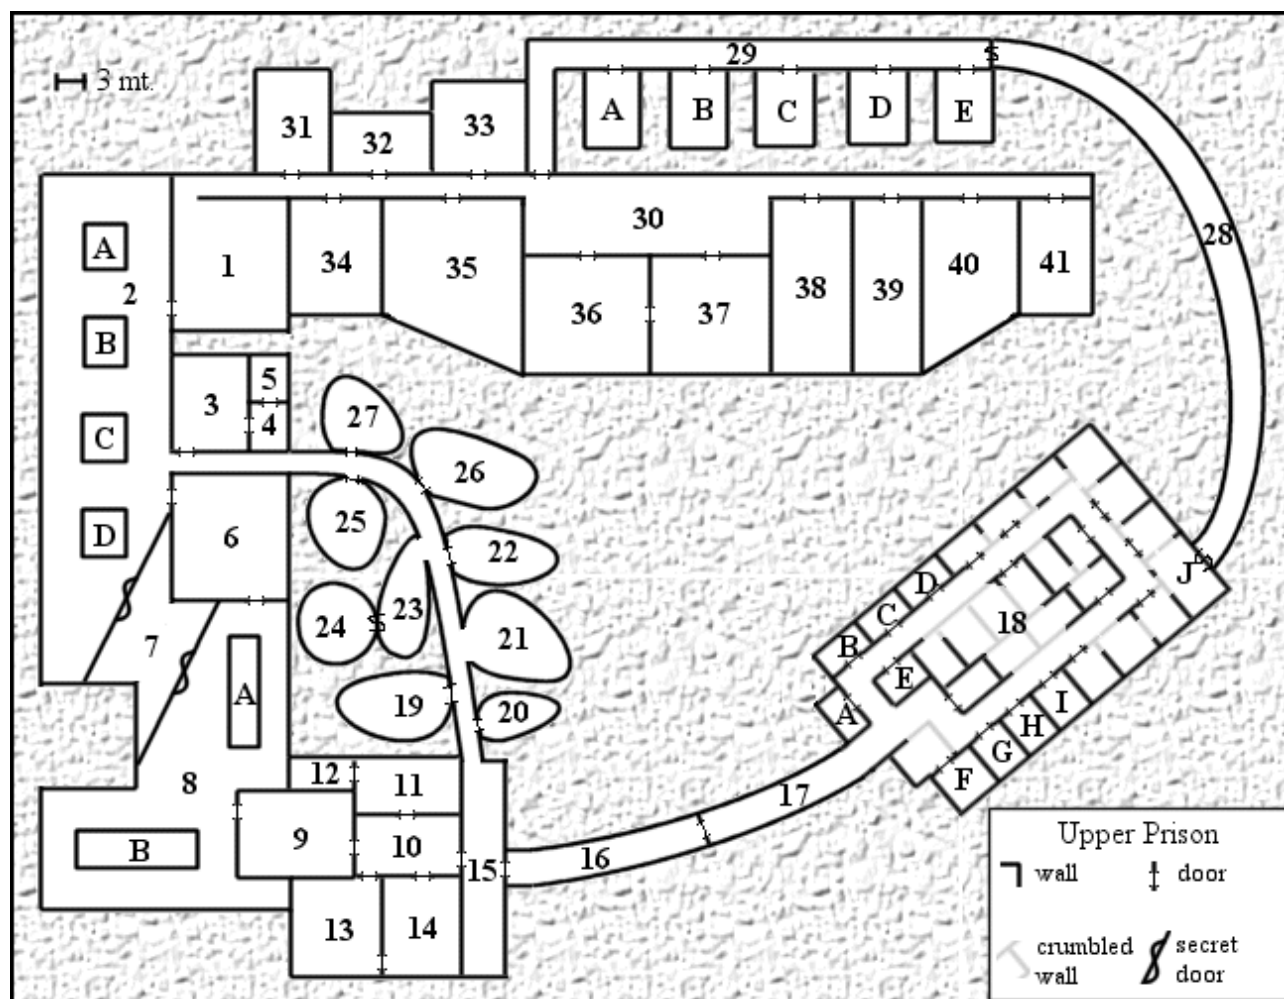 29
3 mt.
31
32
33
A
B
C
D
E
28
30
A
2
1
34
35
38
39
40
41
36
37
B
5
3
4
27
C
26
D
6
25
22
7
24
23
21
A
19
20
D
C
B
18
E
A
J
I
H
G
F
12
11
8
9
10
17
B
16
15
13
14
Upper Prison
wall
door
crumbled
wall
secret
door